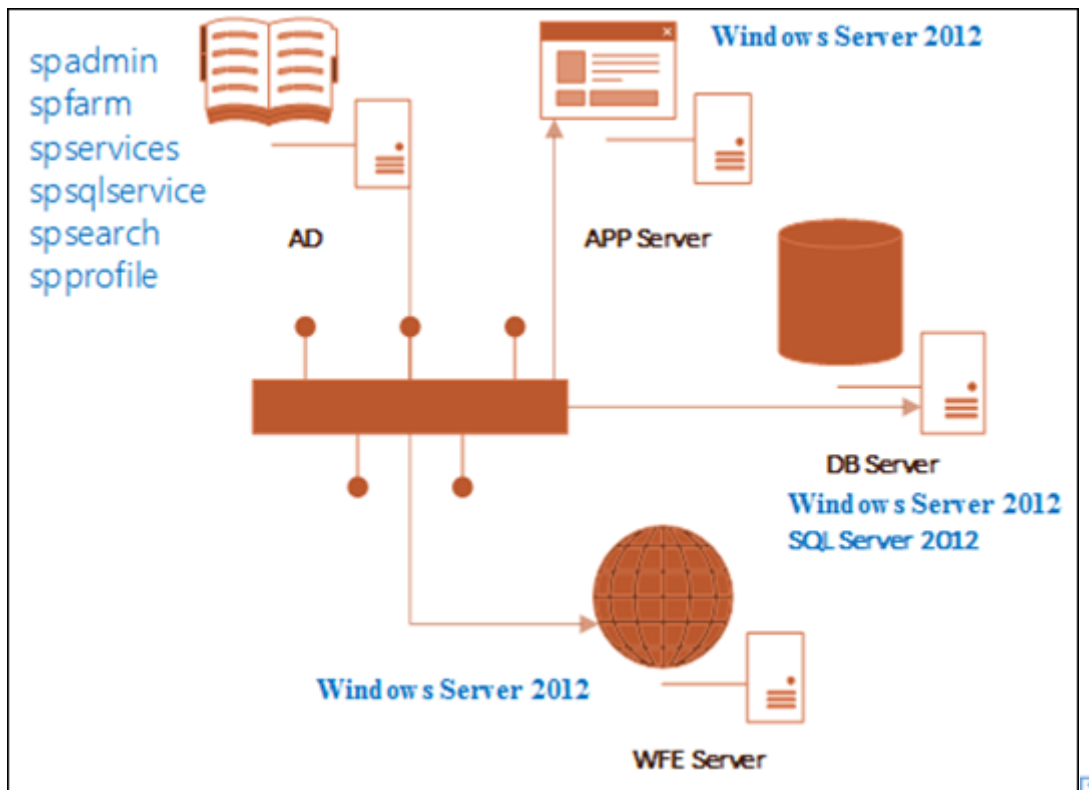 Windows Server 2012
spadmin
spfarm
spservices
spsqlservice
spsearch
spprofile
AD
APP Server
DB Server
Windows Server 2012
SQL Server 2012
Windows Server 2012
WFE Server